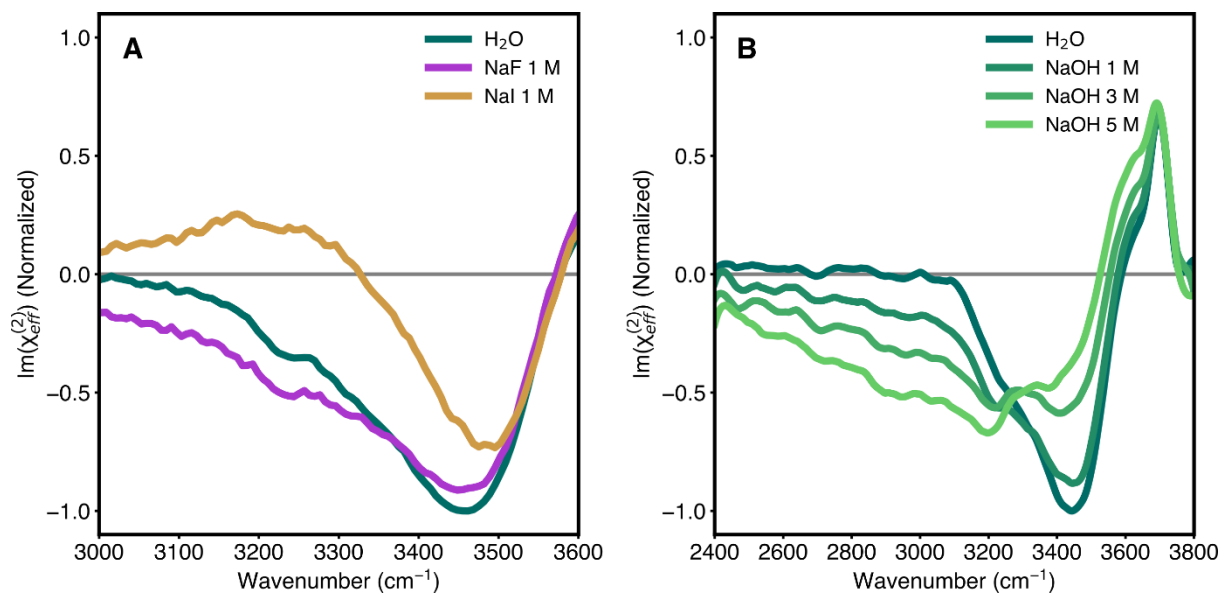 A
H₂O
NaF 1 M
NaI 1 M
1.0
0.5
0.0
−0.5
−1.0
Im(χ_eff^(2)) (Normalized)
3000 3100 3200 3300 3400 3500 3600
Wavenumber (cm⁻¹)
B
H₂O
NaOH 1 M
NaOH 3 M
NaOH 5 M
1.0
0.5
0.0
−0.5
−1.0
Im(χ_eff^(2)) (Normalized)
2400 2600 2800 3000 3200 3400 3600 3800
Wavenumber (cm⁻¹)